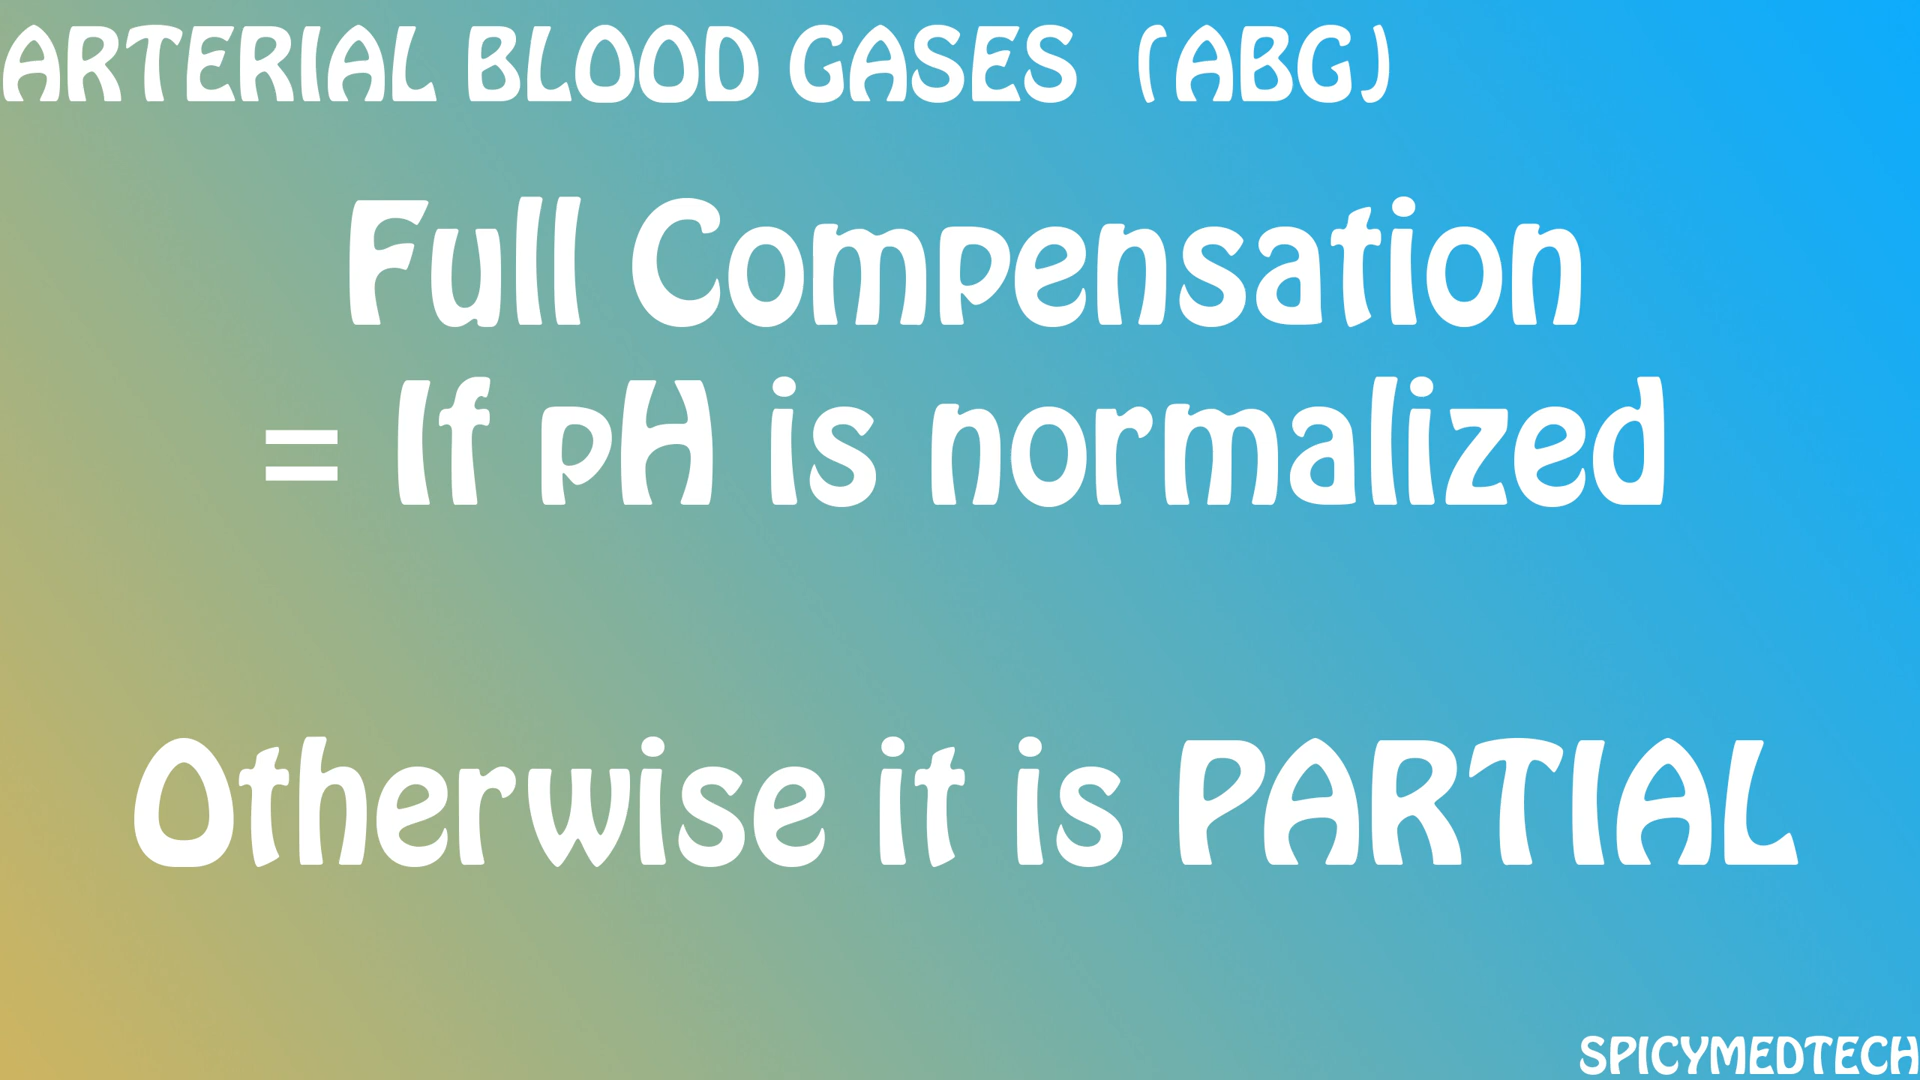 ARTERIAL BLOOD GASES (ABG)
Full Compensation
= If pH is normalized
Otherwise it is PARTIAL
SPICYMEDTECH